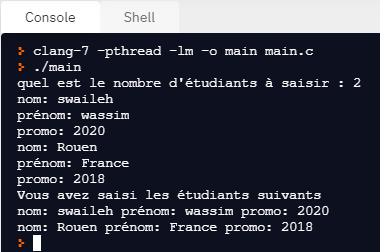 Console Shell
clang-7 -pthread -lm -o main main.c
./main
quel est le nombre d'étudiants à saisir : 2
nom: swaileh
prénom: wassim
promo: 2020
nom: Rouen
prénom: France
promo: 2018
Vous avez saisi les étudiants suivants
nom: swaileh prénom: wassim promo: 2020
nom: Rouen prénom: France promo: 2018